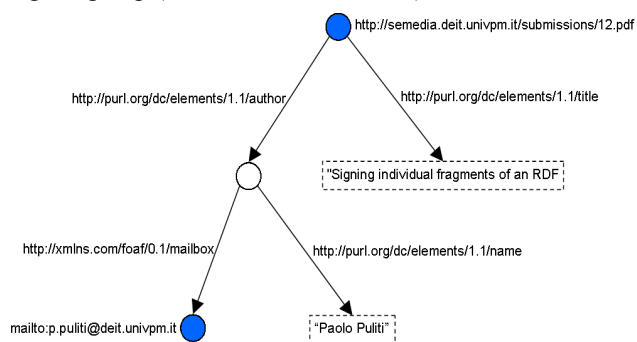 http://semedia.deit.univpm.it/submissions/12.pdf
http://purl.org/dc/elements/1.1/author
http://purl.org/dc/elements/1.1/title
"Signing individual fragments of an RDF
http://xmlns.com/foaf/0.1/mailbox
http://purl.org/dc/elements/1.1/name
mailto:p.puliti@deit.univpm.it
“Paolo Puliti”